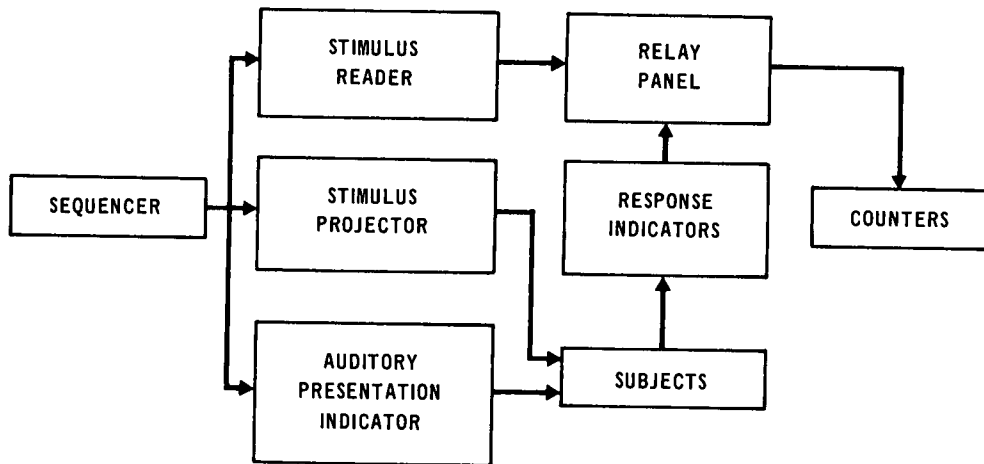 STIMULUS
READER
RELAY
PANEL
SEQUENCER
STIMULUS
PROJECTOR
RESPONSE
INDICATORS
COUNTERS
AUDITORY
PRESENTATION
INDICATOR
SUBJECTS